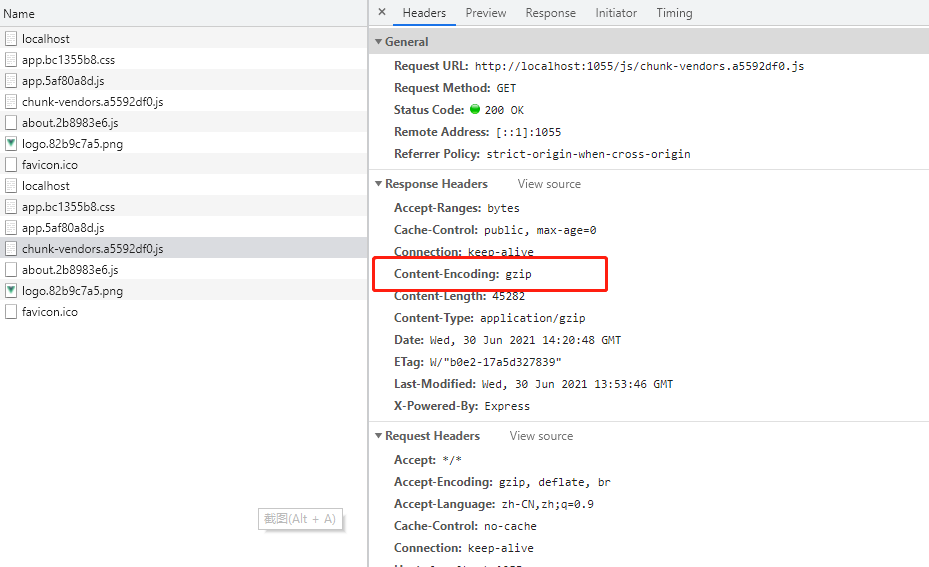 Name
localhost
app.bc1355b8.css
app.5af80a8d.js
chunk-vendors.a5592df0.js
about.2b8983e6.js
logo.82b9c7a5.png
favicon.ico
localhost
app.bc1355b8.css
app.5af80a8d.js
chunk-vendors.a5592df0.js
about.2b8983e6.js
logo.82b9c7a5.png
favicon.ico
截图(Alt + A)
× Headers Preview Response Initiator Timing
General
Request URL: http://localhost:1055/js/chunk-vendors.a5592df0.js
Request Method: GET
Status Code: 200 OK
Remote Address: [::1]:1055
Referrer Policy: strict-origin-when-cross-origin
Response Headers View source
Accept-Ranges: bytes
Cache-Control: public, max-age=0
Connection: keep-alive
Content-Encoding: gzip
Content-Length: 45282
Content-Type: application/gzip
Date: Wed, 30 Jun 2021 14:20:48 GMT
ETag: W/"b0e2-17a5d327839"
Last-Modified: Wed, 30 Jun 2021 13:53:46 GMT
X-Powered-By: Express
Request Headers View source
Accept: */*
Accept-Encoding: gzip, deflate, br
Accept-Language: zh-CN,zh;q=0.9
Cache-Control: no-cache
Connection: keep-alive